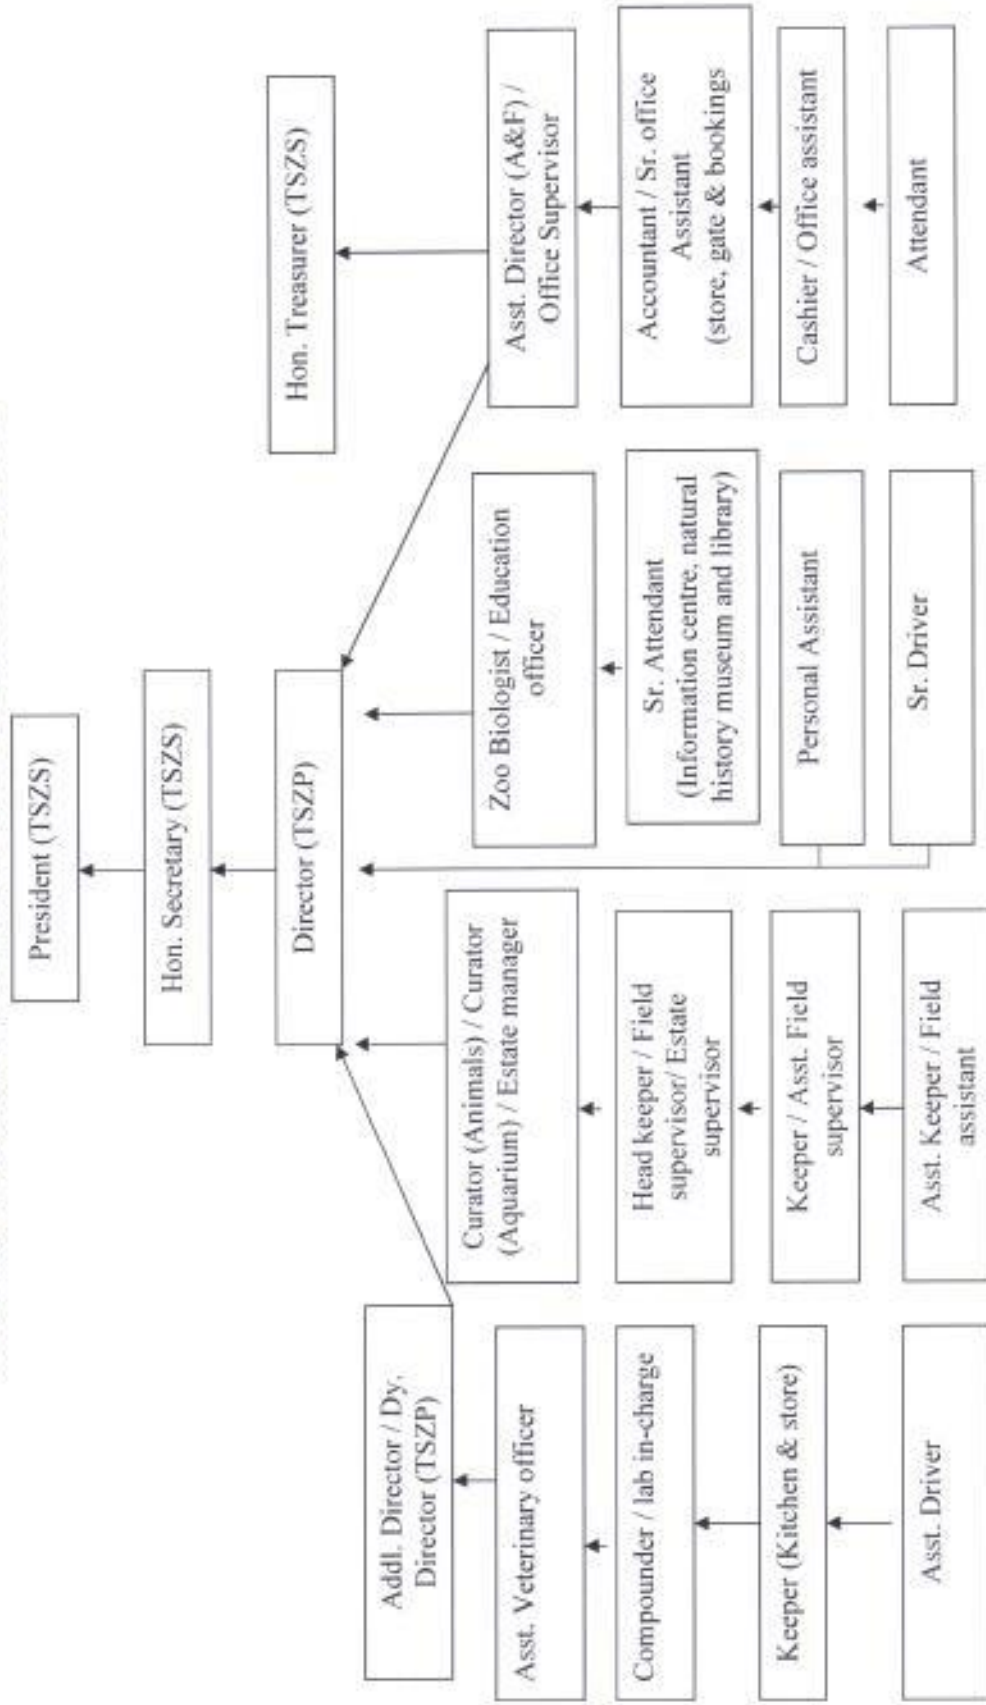 President (TSZS)
Hon. Secretary (TSZS)
Hon. Treasurer (TSZS)
Director (TSZP)
Addl. Director / Dy.
Director (TSZP)
Asst. Veterinary officer
Compounder / lab in-charge
Keeper (Kitchen & store)
Asst. Driver
Curator (Animals) / Curator
(Aquarium) / Estate manager
Head keeper / Field
supervisor/ Estate
supervisor
Keeper / Asst. Field
supervisor
Asst. Keeper / Field
assistant
Zoo Biologist / Education
officer
Sr. Attendant
(Information centre, natural
history museum and library)
Personal Assistant
Sr. Driver
Asst. Director (A&F) /
Office Supervisor
Accountant / Sr. office
Assistant
(store, gate & bookings
Cashier / Office assistant
Attendant